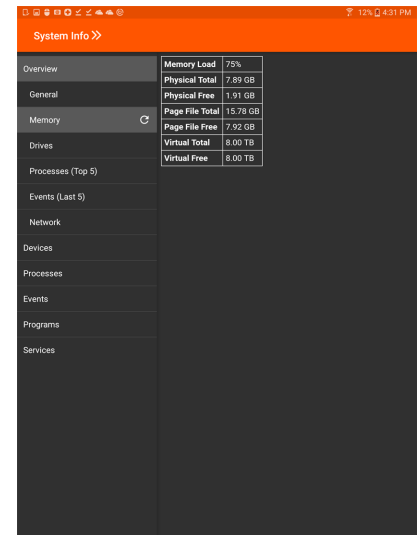 12% 4:31 PM
System Info
Overview
General
Memory
Drives
Processes (Top 5)
Events (Last 5)
Network
Devices
Processes
Events
Programs
Services
Memory Load 75%
Physical Total 7.89 GB
Physical Free 1.91 GB
Page File Total 15.78 GB
Page File Free 7.92 GB
Virtual Total 8.00 TB
Virtual Free 8.00 TB